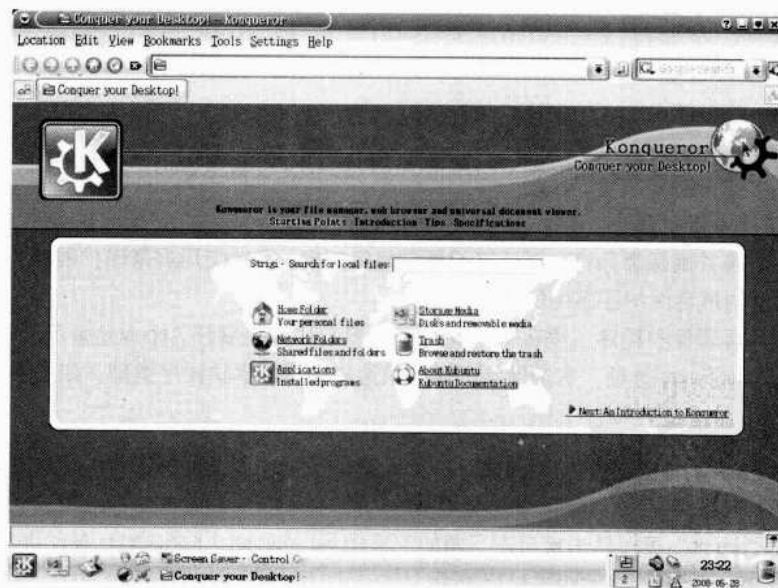 Conquer your Desktop! - Konqueror
Location Edit View Bookmarks Tools Settings Help
Google Search
Conquer your Desktop!
Konqueror
Conquer your Desktop!
Konqueror is your file manager, web browser and universal document viewer.
Starting Points Introduction Tips Specifications
Strigi - Search for local files:
Home Folder
Your personal files
Storage Media
Disks and removable media
Network Folders
Shared files and folders
Trash
Browse and restore the trash
Applications
Installed programs
About Kubuntu
Kubuntu Documentation
Next: An Introduction to Konqueror
Screen Saver - Control C
Conquer your Desktop!
2
23:22
2008-05-28